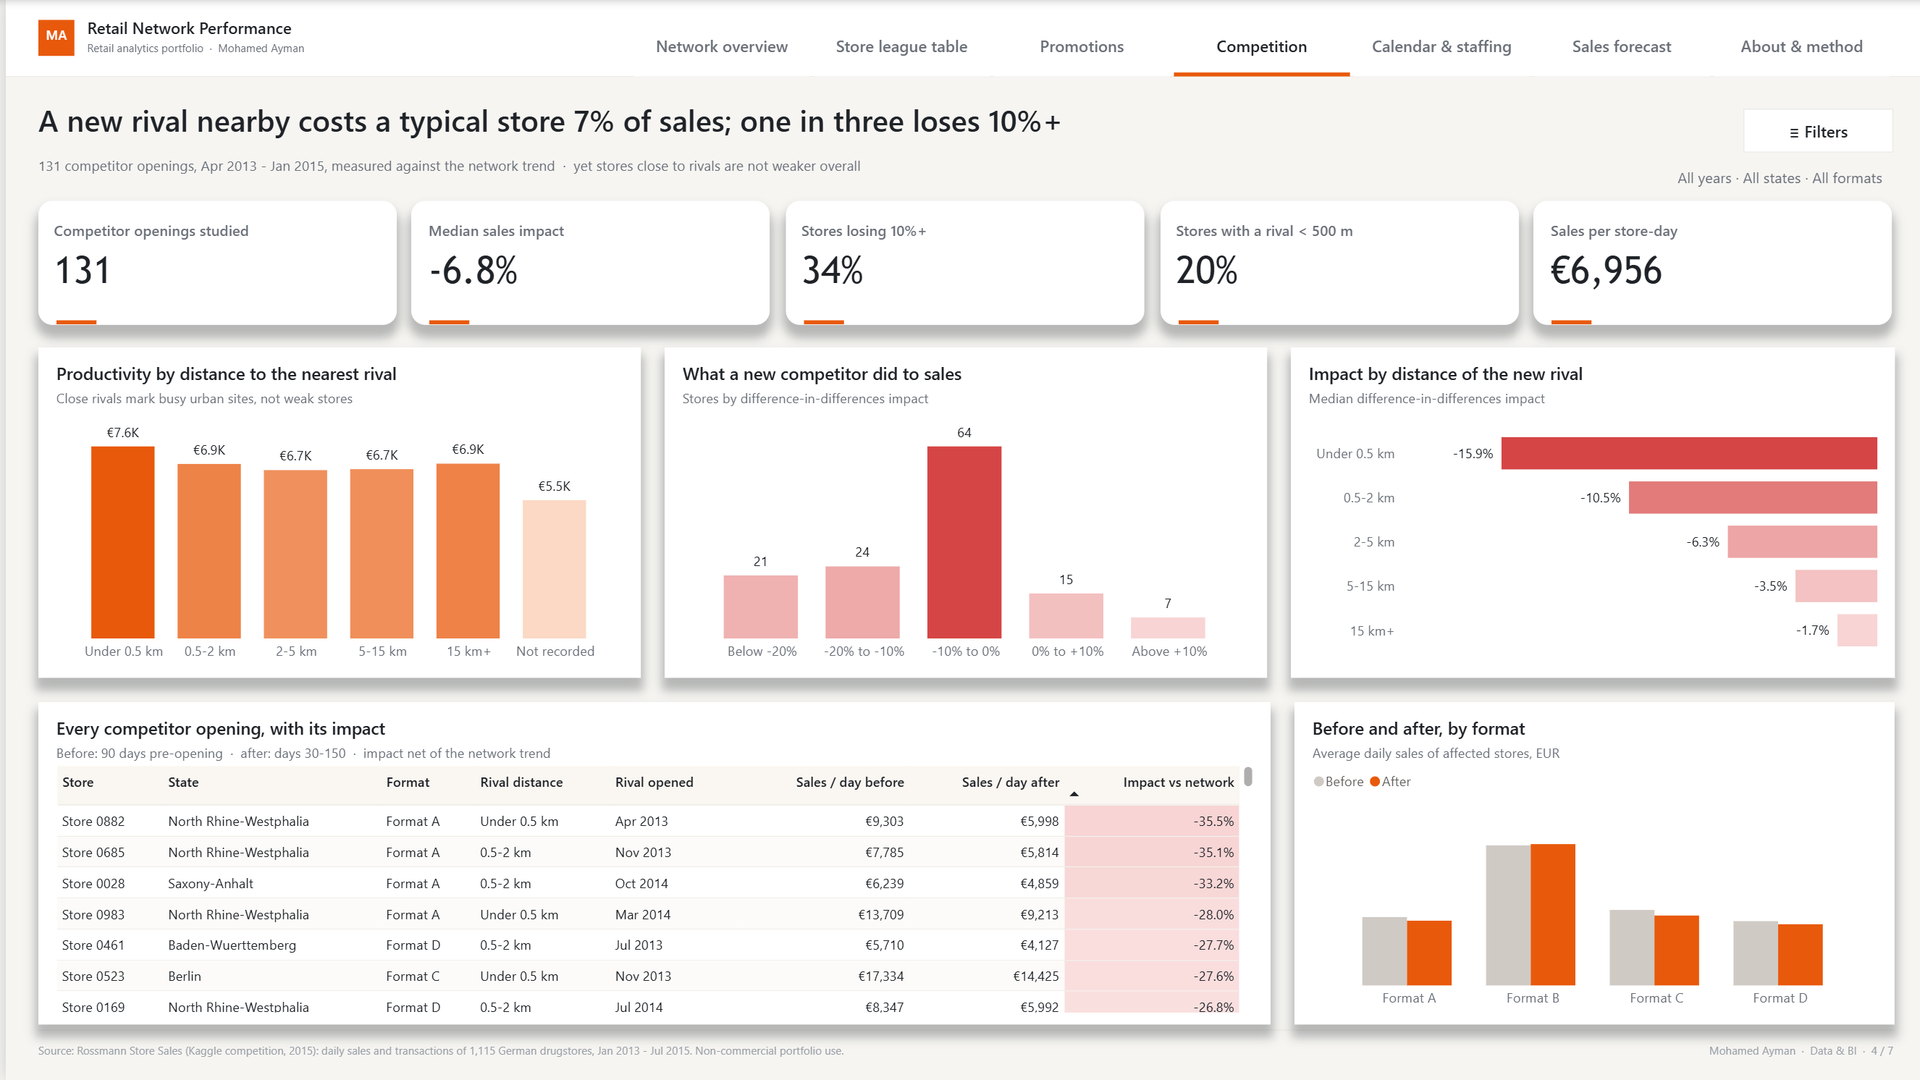 MA
Retail Network Performance
Retail analytics portfolio · Mohamed Ayman
Network overview
Store league table
Promotions
Competition
Calendar & staffing
Sales forecast
About & method
A new rival nearby costs a typical store 7% of sales; one in three loses 10%+
131 competitor openings, Apr 2013 - Jan 2015, measured against the network trend · yet stores close to rivals are not weaker overall
☰ Filters
All years · All states · All formats
Competitor openings studied
131
Median sales impact
-6.8%
Stores losing 10%+
34%
Stores with a rival < 500 m
20%
Sales per store-day
€6,956
Productivity by distance to the nearest rival
Close rivals mark busy urban sites, not weak stores
€7.6K
€6.9K
€6.7K
€6.7K
€6.9K
€5.5K
Under 0.5 km
0.5-2 km
2-5 km
5-15 km
15 km+
Not recorded
What a new competitor did to sales
Stores by difference-in-differences impact
21
24
64
15
7
Below -20%
-20% to -10%
-10% to 0%
0% to +10%
Above +10%
Impact by distance of the new rival
Median difference-in-differences impact
Under 0.5 km -15.9%
0.5-2 km -10.5%
2-5 km -6.3%
5-15 km -3.5%
15 km+ -1.7%
Every competitor opening, with its impact
Before: 90 days pre-opening · after: days 30-150 · impact net of the network trend
Store State Format Rival distance Rival opened Sales / day before Sales / day after Impact vs network
Store 0882 North Rhine-Westphalia Format A Under 0.5 km Apr 2013 €9,303 €5,998 -35.5%
Store 0685 North Rhine-Westphalia Format A 0.5-2 km Nov 2013 €7,785 €5,814 -35.1%
Store 0028 Saxony-Anhalt Format A 0.5-2 km Oct 2014 €6,239 €4,859 -33.2%
Store 0983 North Rhine-Westphalia Format A Under 0.5 km Mar 2014 €13,709 €9,213 -28.0%
Store 0461 Baden-Wuerttemberg Format D 0.5-2 km Jul 2013 €5,710 €4,127 -27.7%
Store 0523 Berlin Format C Under 0.5 km Nov 2013 €17,334 €14,425 -27.6%
Store 0169 North Rhine-Westphalia Format D 0.5-2 km Jul 2014 €8,347 €5,992 -26.8%
Before and after, by format
Average daily sales of affected stores, EUR
Before After
Format A
Format B
Format C
Format D
Source: Rossmann Store Sales (Kaggle competition, 2015): daily sales and transactions of 1,115 German drugstores, Jan 2013 - Jul 2015. Non-commercial portfolio use.
Mohamed Ayman · Data & BI · 4 / 7